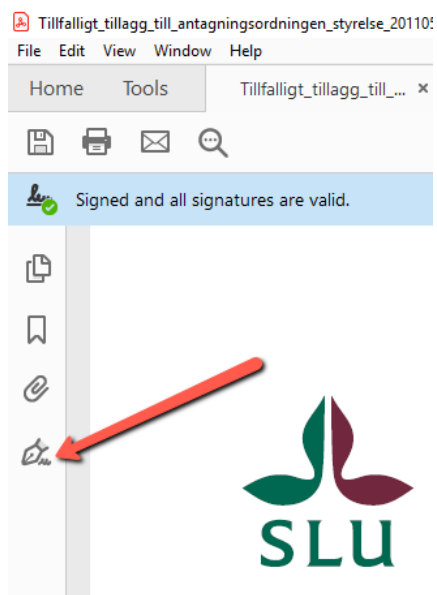 Tillfalligt_tillagg_till_antagningsordningen_styrelse_201105
File Edit View Window Help
Home Tools Tillfalligt_tillagg_till_... ×
Signed and all signatures are valid.
SLU